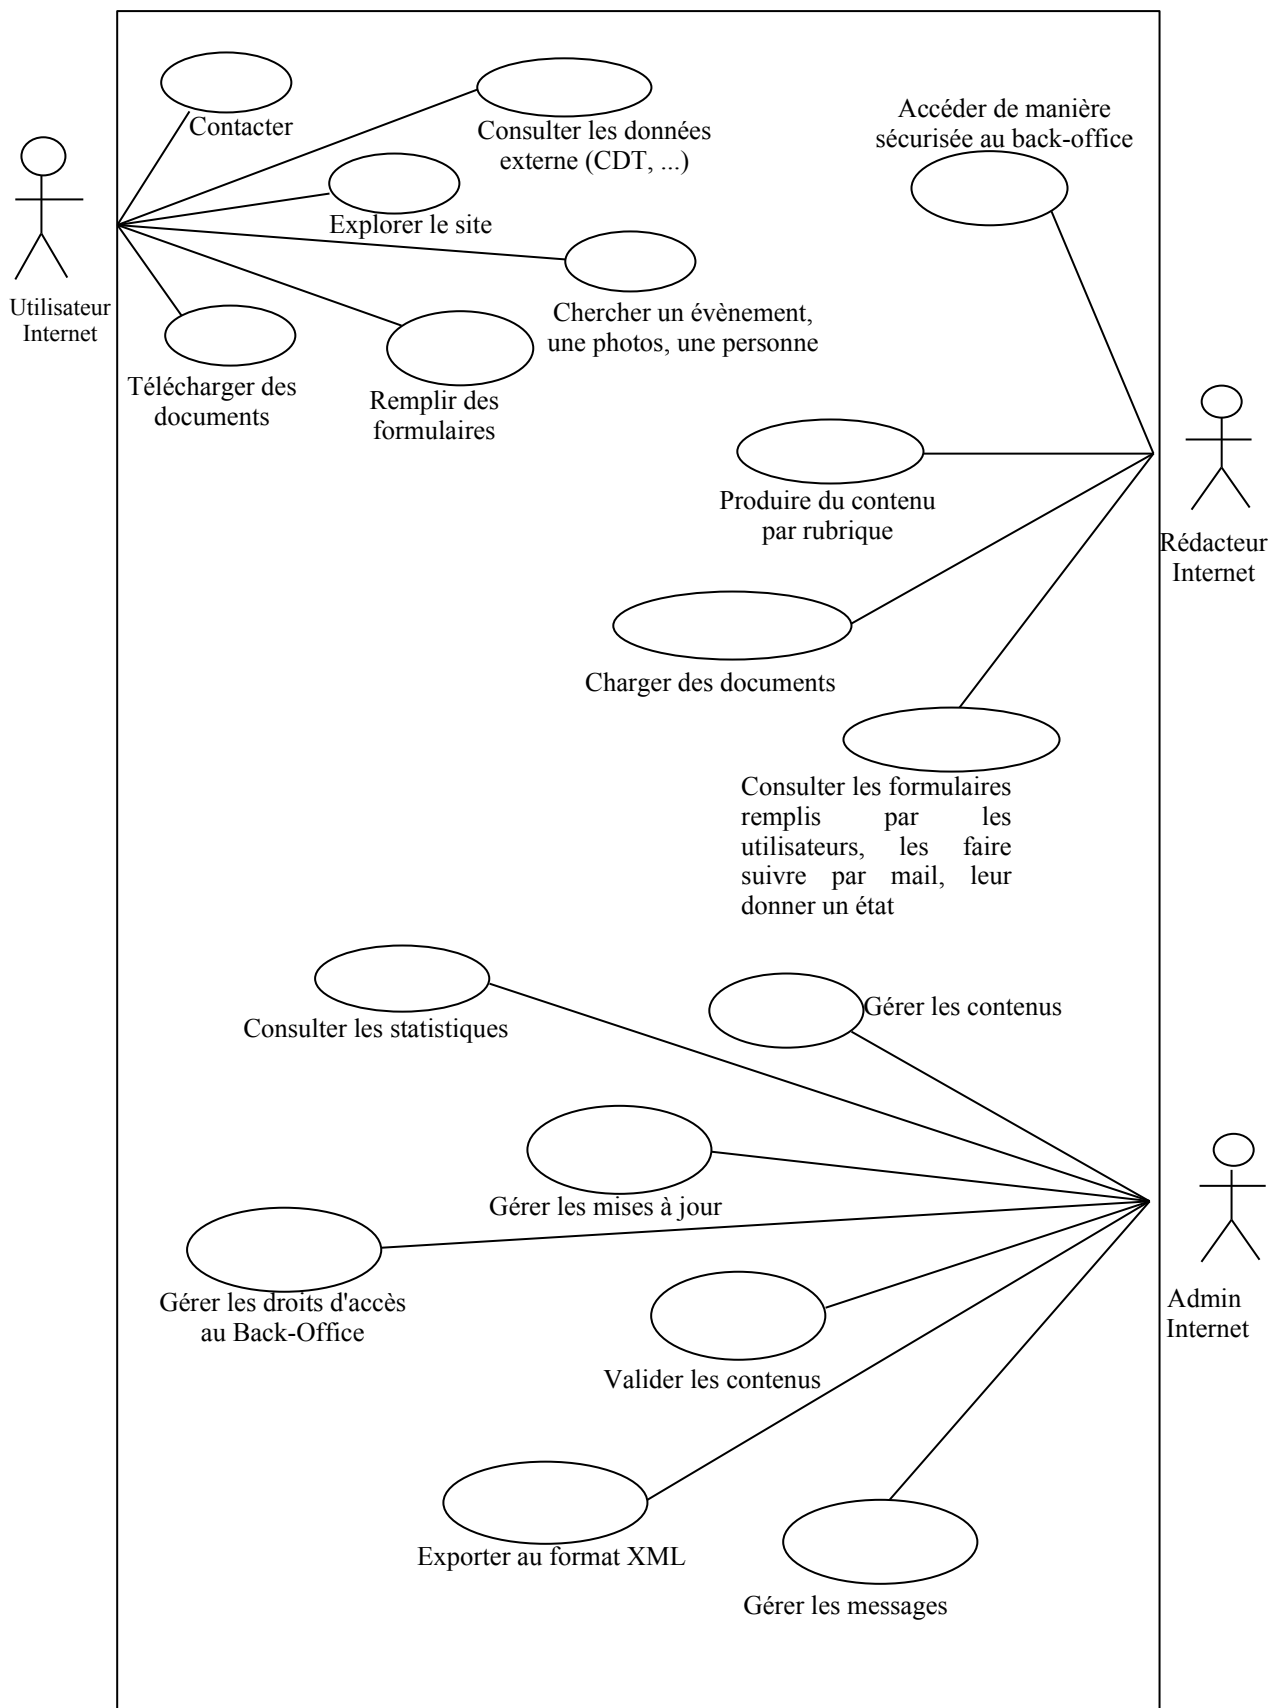 Contacter
Consulter les données
externe (CDT, ...)
Explorer le site
Utilisateur
Internet
Chercher un évènement,
une photos, une personne
Télécharger des
documents
Remplir des
formulaires
Accéder de manière
sécurisée au back-office
Produire du contenu
par rubrique
Rédacteur
Internet
Charger des documents
Consulter les formulaires
remplis par les
utilisateurs, les faire
suivre par mail, leur
donner un état
Consulter les statistiques
Gérer les contenus
Gérer les mises à jour
Gérer les droits d'accès
au Back-Office
Admin
Internet
Valider les contenus
Exporter au format XML
Gérer les messages